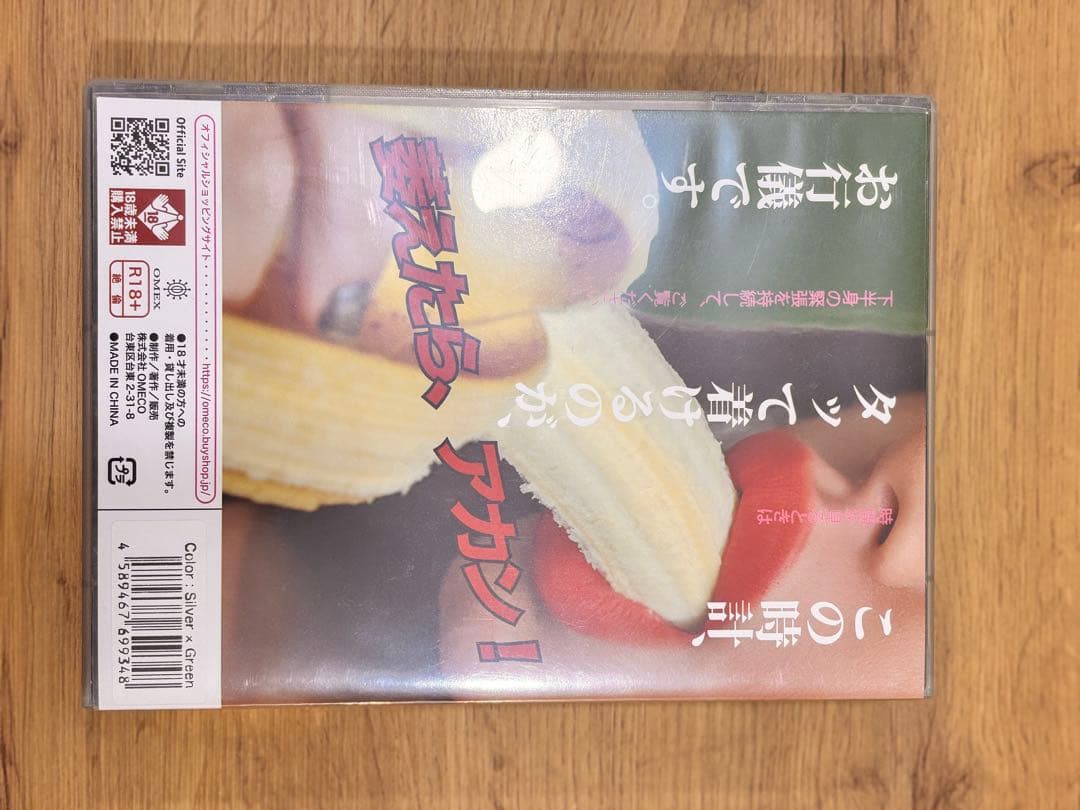 この時計、
時間を見るときは
タッて着けるのが、
下半身の緊張を持続して、ご覧ください
お行儀です。
萎えたら、
アカン！
オフィシャルショッピングサイト・・・・・・・・・・・https://omeco.buyshop.jp/
Official Site
18
18歳未満
購入禁止
OMEX
R18+
絶倫
●18才未満の方への
着用・貸し出し及び複製を禁じます。
●制作／著作／販売
株式会社 OMECO
台東区台東 2-31-8
●MADE IN CHINA
プラ
Color : Silver x Green
4 589467 699348